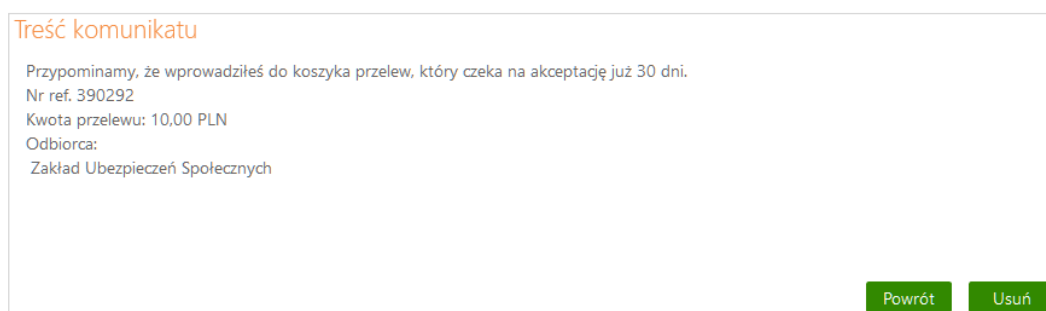 Treść komunikatu
Przypominamy, że wprowadziłeś do koszyka przelew, który czeka na akceptację już 30 dni.
Nr ref. 390292
Kwota przelewu: 10,00 PLN
Odbiorca:
Zakład Ubezpieczeń Społecznych
Powrót Usuń